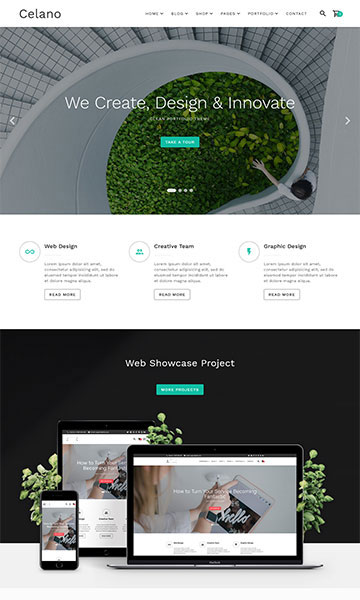 Celano
HOME BLOG SHOP PAGES PORTFOLIO CONTACT
We Create, Design & Innovate
CLEAN PORTFOLIO THEME
TAKE A TOUR
Web Design
Lorem ipsum dolor sit amet,
consectetur adipiscing elit, sed do
eiusmod tempor incididunt ut labore et
dolore magna aliqua.
READ MORE
Creative Team
Lorem ipsum dolor sit amet,
consectetur adipiscing elit, sed do
eiusmod tempor incididunt ut labore et
dolore magna aliqua.
READ MORE
Graphic Design
Lorem ipsum dolor sit amet,
consectetur adipiscing elit, sed do
eiusmod tempor incididunt ut labore et
dolore magna aliqua.
READ MORE
Web Showcase Project
MORE PROJECTS
How to Turn Your Service
Becoming Fantastic
How to Turn Your Service Becoming
Fantastic
hello